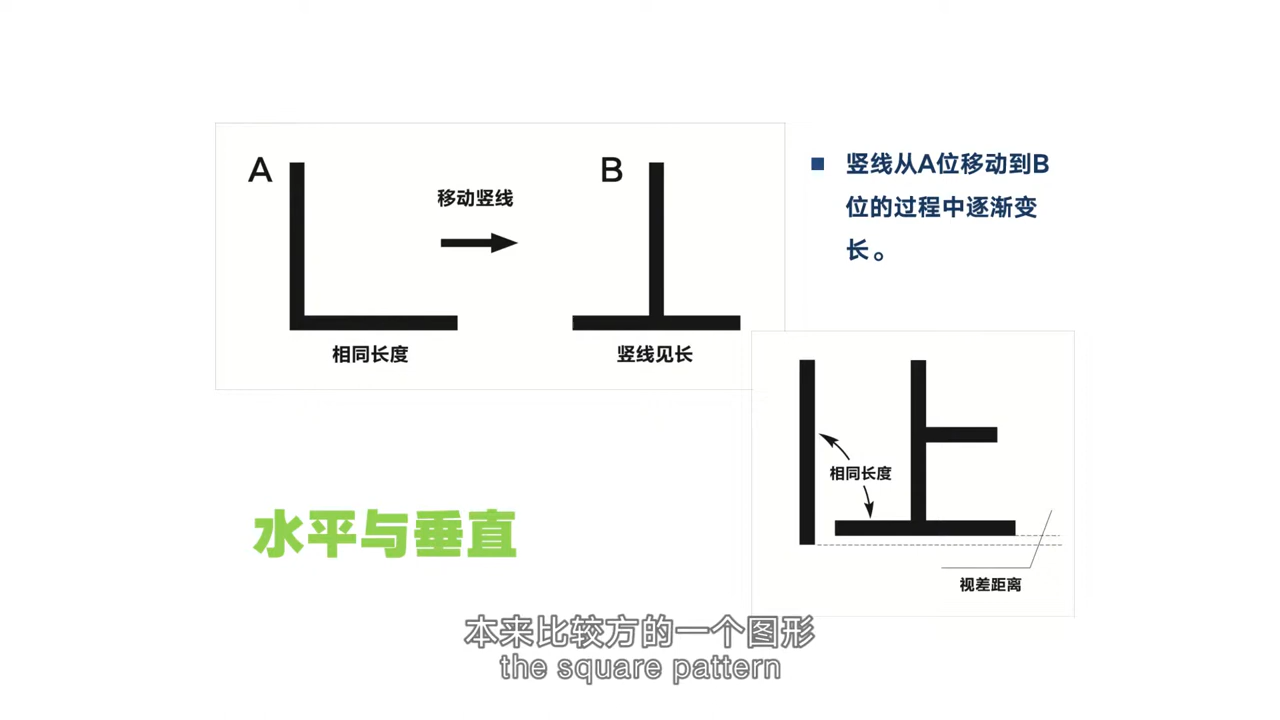 A
移动竖线
B
相同长度
竖线见长
竖线从A位移动到B
位的过程中逐渐变
长。
相同长度
视差距离
水平与垂直
本来比较方的一个图形
the square pattern